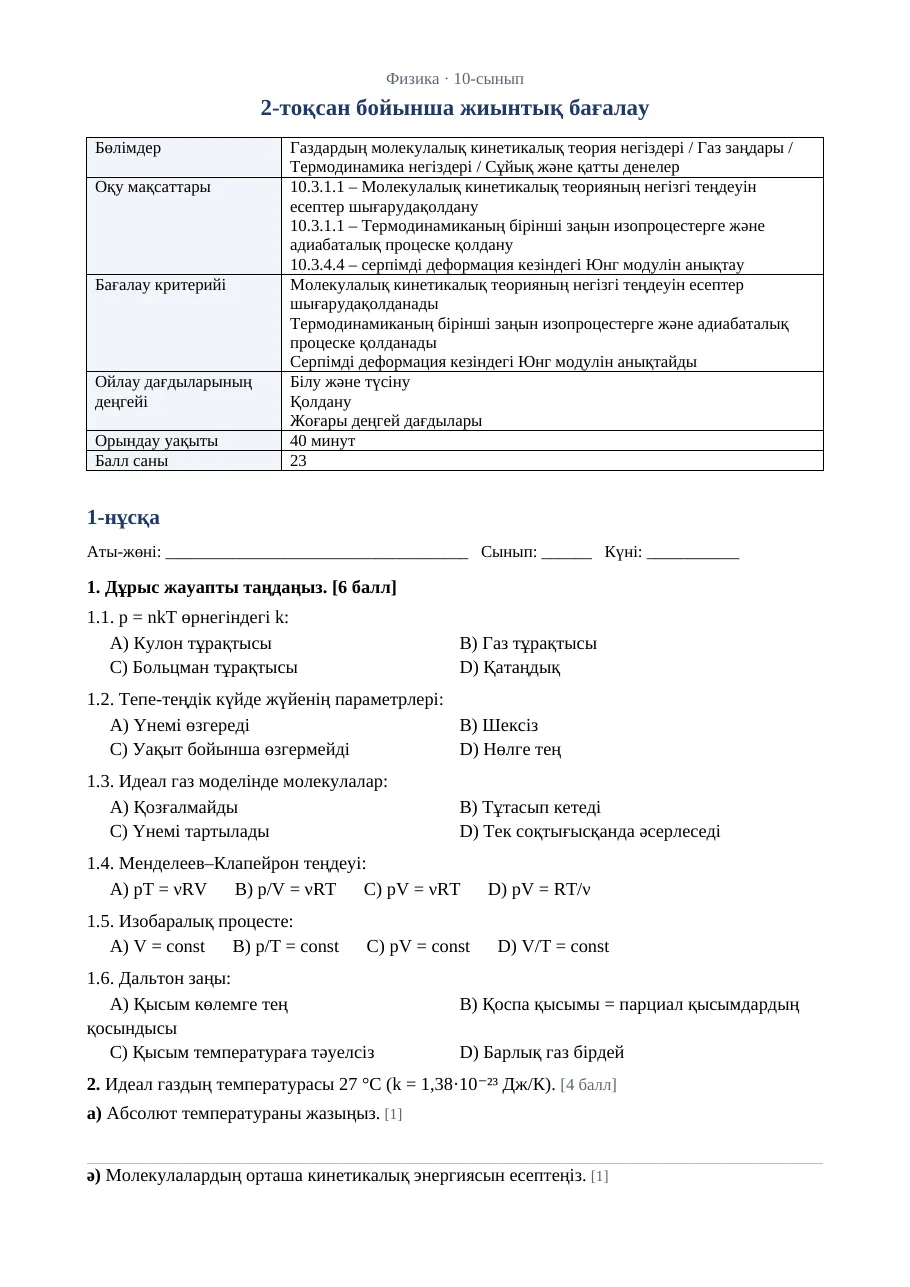 Физика · 10-сынып
2-тоқсан бойынша жиынтық бағалау
Бөлімдер
Газдардың молекулалық кинетикалық теория негіздері / Газ заңдары /
Термодинамика негіздері / Сұйық және қатты денелер
Оқу мақсаттары
10.3.1.1 – Молекулалық кинетикалық теорияның негізгі теңдеуін
есептер шығарудақолдану
10.3.1.1 – Термодинамиканың бірінші заңын изопроцестерге және
адиабаталық процеске қолдану
10.3.4.4 – серпімді деформация кезіндегі Юнг модулін анықтау
Бағалау критерийі
Молекулалық кинетикалық теорияның негізгі теңдеуін есептер
шығарудақолданады
Термодинамиканың бірінші заңын изопроцестерге және адиабаталық
процеске қолданады
Серпімді деформация кезіндегі Юнг модулін анықтайды
Ойлау дағдыларының
деңгейі
Білу және түсіну
Қолдану
Жоғары деңгей дағдылары
Орындау уақыты
40 минут
Балл саны
23
1-нұсқа
Аты-жөні: ____________________________________ Сынып: ______ Күні: ___________
1. Дұрыс жауапты таңдаңыз. [6 балл]
1.1. p = nkT өрнегіндегі k:
A) Кулон тұрақтысы B) Газ тұрақтысы
C) Больцман тұрақтысы D) Қатаңдық
1.2. Тепе-теңдік күйде жүйенің параметрлері:
A) Үнемі өзгереді B) Шексіз
C) Уақыт бойынша өзгермейді D) Нөлге тең
1.3. Идеал газ моделінде молекулалар:
A) Қозғалмайды B) Тұтасып кетеді
C) Үнемі тартылады D) Тек соқтығысқанда әсерлеседі
1.4. Менделеев–Клапейрон теңдеуі:
A) pT = νRV B) p/V = νRT C) pV = νRT D) pV = RT/ν
1.5. Изобаралық процесте:
A) V = const B) p/T = const C) pV = const D) V/T = const
1.6. Дальтон заңы:
A) Қысым көлемге тең B) Қоспа қысымы = парциал қысымдардың
қосындысы
C) Қысым температураға тәуелсіз D) Барлық газ бірдей
2. Идеал газдың температурасы 27 °C (k = 1,38·10⁻²³ Дж/К). [4 балл]
а) Абсолют температураны жазыңыз. [1]
ә) Молекулалардың орташа кинетикалық энергиясын есептеңіз. [1]